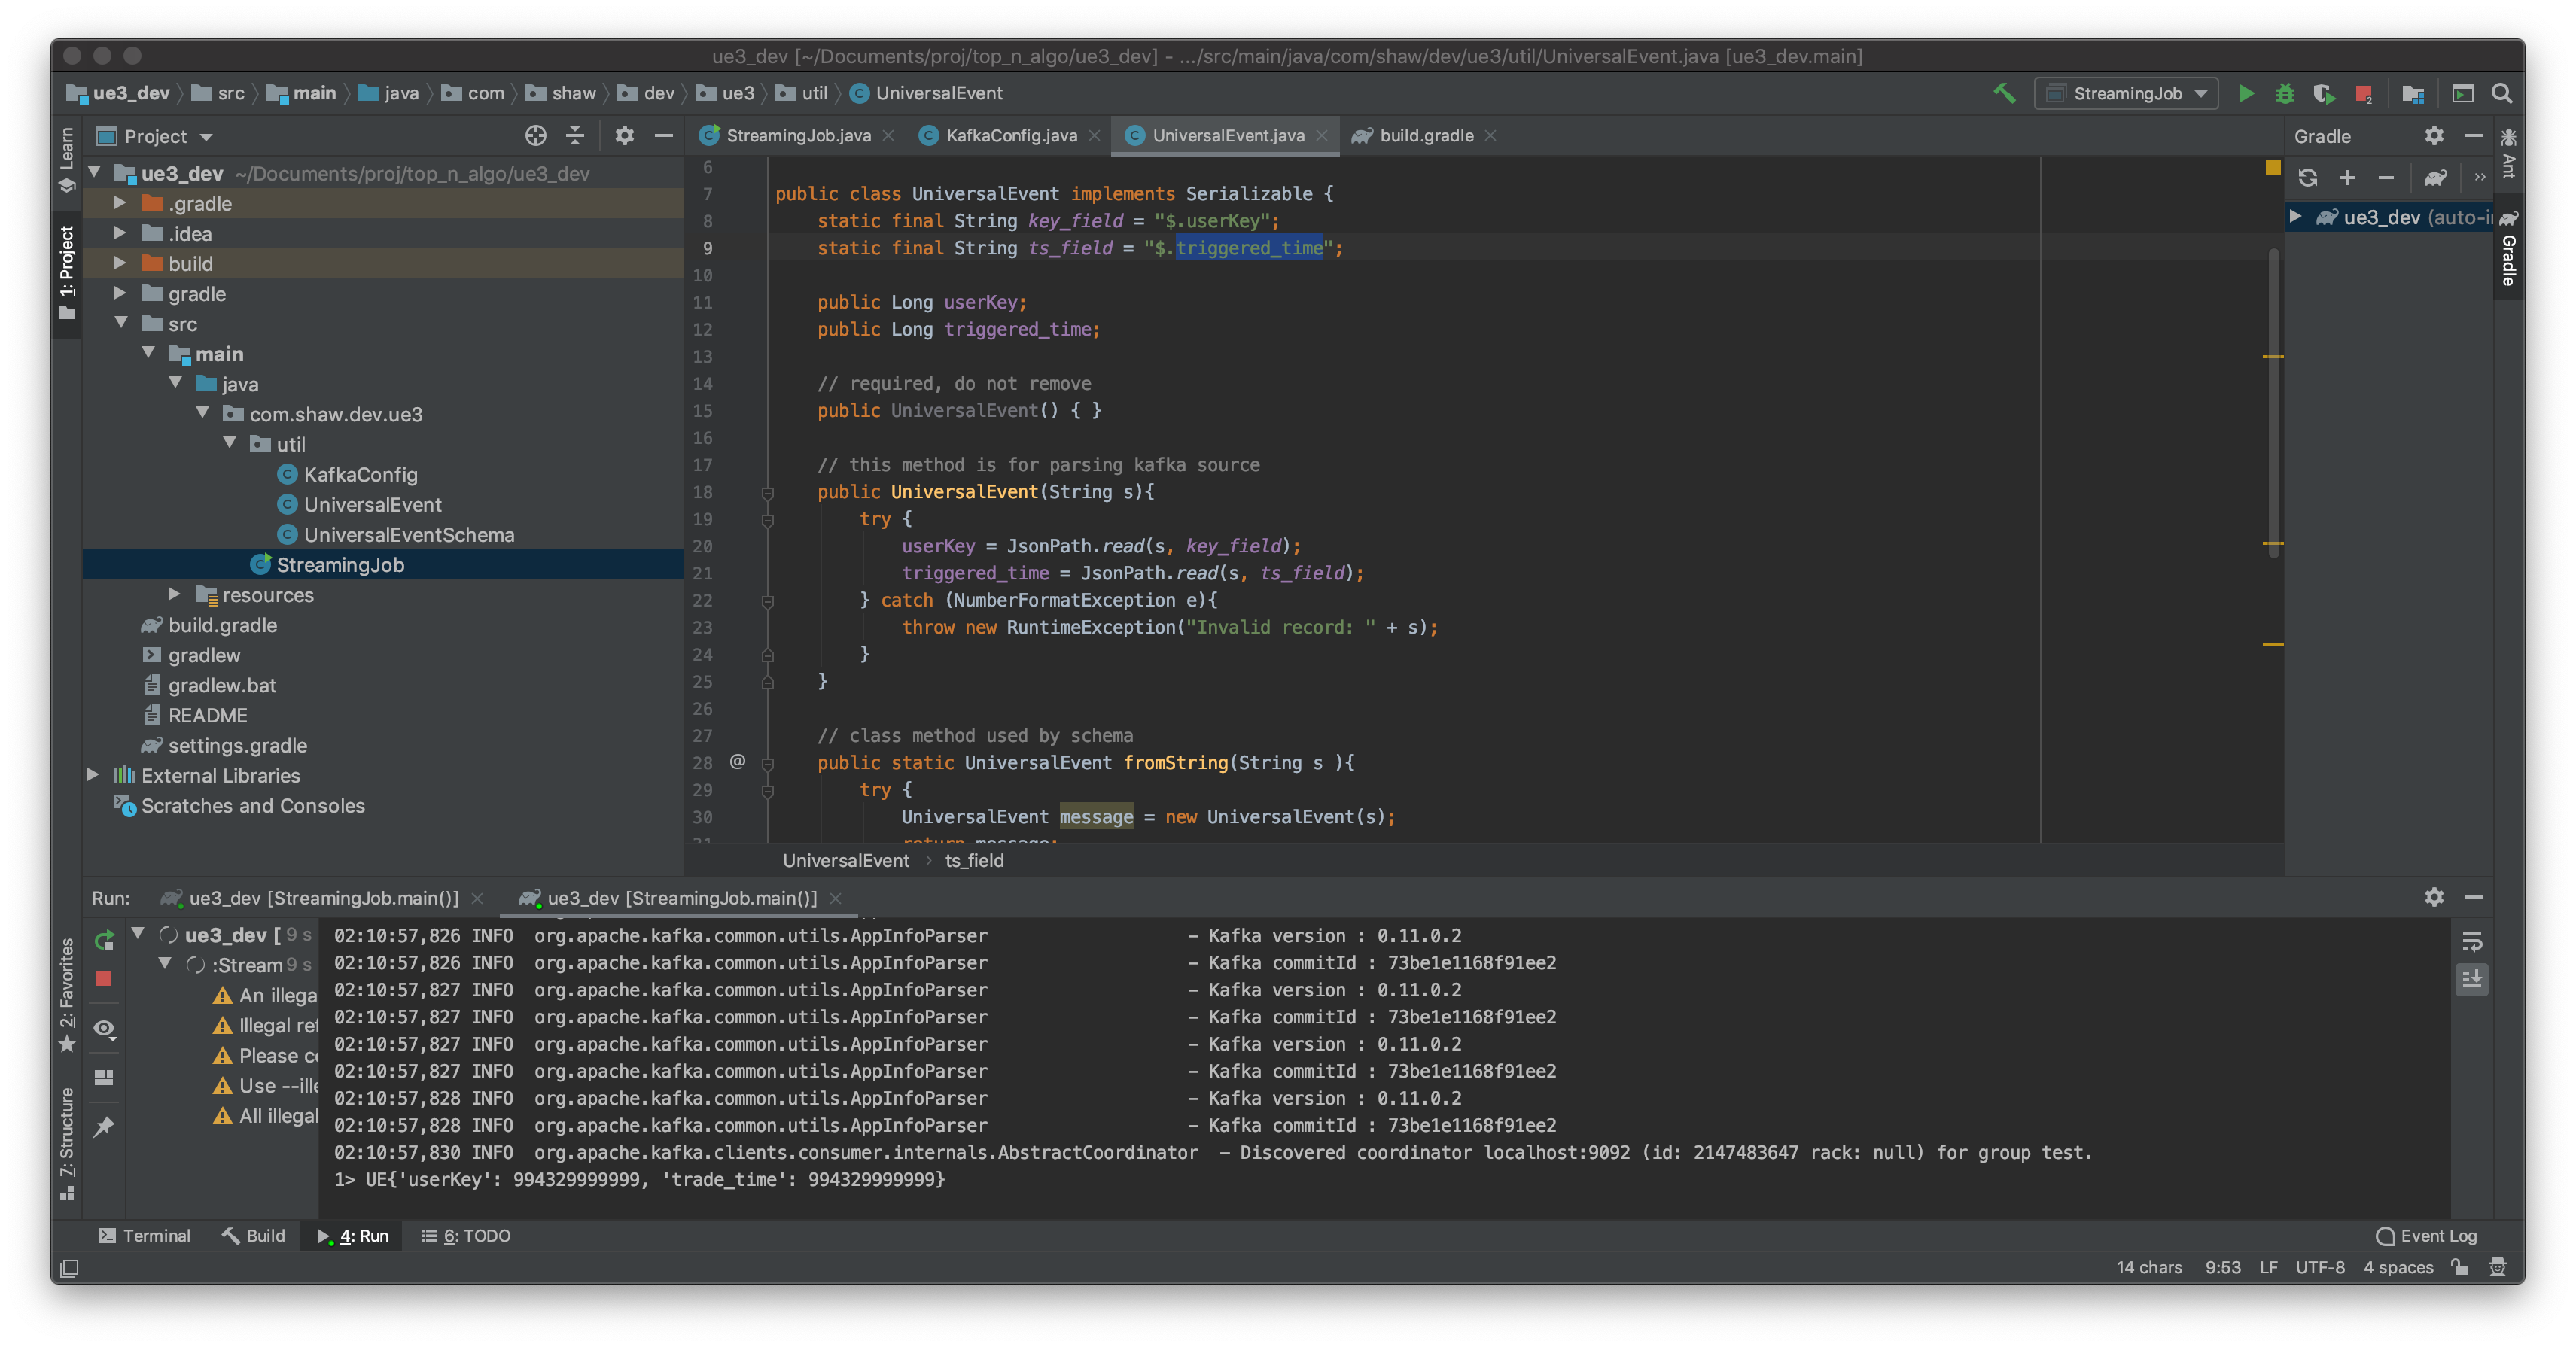 ue3_dev [~/Documents/proj/top_n_algo/ue3_dev] - .../src/main/java/com/shaw/dev/ue3/util/UniversalEvent.java [ue3_dev.main]
ue3_dev src main java com shaw dev ue3 util UniversalEvent
StreamingJob
2
Learn
1: Project
2: Favorites
7: Structure
Project
ue3_dev ~/Documents/proj/top_n_algo/ue3_dev
.gradle
.idea
build
gradle
src
main
java
com.shaw.dev.ue3
util
KafkaConfig
UniversalEvent
UniversalEventSchema
StreamingJob
resources
build.gradle
gradlew
gradlew.bat
README
settings.gradle
External Libraries
Scratches and Consoles
StreamingJob.java KafkaConfig.java UniversalEvent.java build.gradle
6
7 public class UniversalEvent implements Serializable {
8 static final String key_field = "$.userKey";
9 static final String ts_field = "$.triggered_time";
10
11 public Long userKey;
12 public Long triggered_time;
13
14 // required, do not remove
15 public UniversalEvent() { }
16
17 // this method is for parsing kafka source
18 public UniversalEvent(String s){
19 try {
20 userKey = JsonPath.read(s, key_field);
21 triggered_time = JsonPath.read(s, ts_field);
22 } catch (NumberFormatException e){
23 throw new RuntimeException("Invalid record: " + s);
24 }
25 }
26
27 // class method used by schema
28 @ public static UniversalEvent fromString(String s ){
29 try {
30 UniversalEvent message = new UniversalEvent(s);
31 return message;
UniversalEvent › ts_field
Gradle
ue3_dev (auto-i
Ant
Gradle
Run: ue3_dev [StreamingJob.main()] ue3_dev [StreamingJob.main()]
ue3_dev [ 9 s
:Stream 9 s
An illega
Illegal ref
Please co
Use --ille
All illegal
02:10:57,826 INFO org.apache.kafka.common.utils.AppInfoParser - Kafka version : 0.11.0.2
02:10:57,826 INFO org.apache.kafka.common.utils.AppInfoParser - Kafka commitId : 73be1e1168f91ee2
02:10:57,827 INFO org.apache.kafka.common.utils.AppInfoParser - Kafka version : 0.11.0.2
02:10:57,827 INFO org.apache.kafka.common.utils.AppInfoParser - Kafka commitId : 73be1e1168f91ee2
02:10:57,827 INFO org.apache.kafka.common.utils.AppInfoParser - Kafka version : 0.11.0.2
02:10:57,827 INFO org.apache.kafka.common.utils.AppInfoParser - Kafka commitId : 73be1e1168f91ee2
02:10:57,828 INFO org.apache.kafka.common.utils.AppInfoParser - Kafka version : 0.11.0.2
02:10:57,828 INFO org.apache.kafka.common.utils.AppInfoParser - Kafka commitId : 73be1e1168f91ee2
02:10:57,830 INFO org.apache.kafka.clients.consumer.internals.AbstractCoordinator - Discovered coordinator localhost:9092 (id: 2147483647 rack: null) for group test.
1> UE{'userKey': 994329999999, 'trade_time': 994329999999}
Terminal Build 4: Run 6: TODO Event Log
14 chars 9:53 LF UTF-8 4 spaces